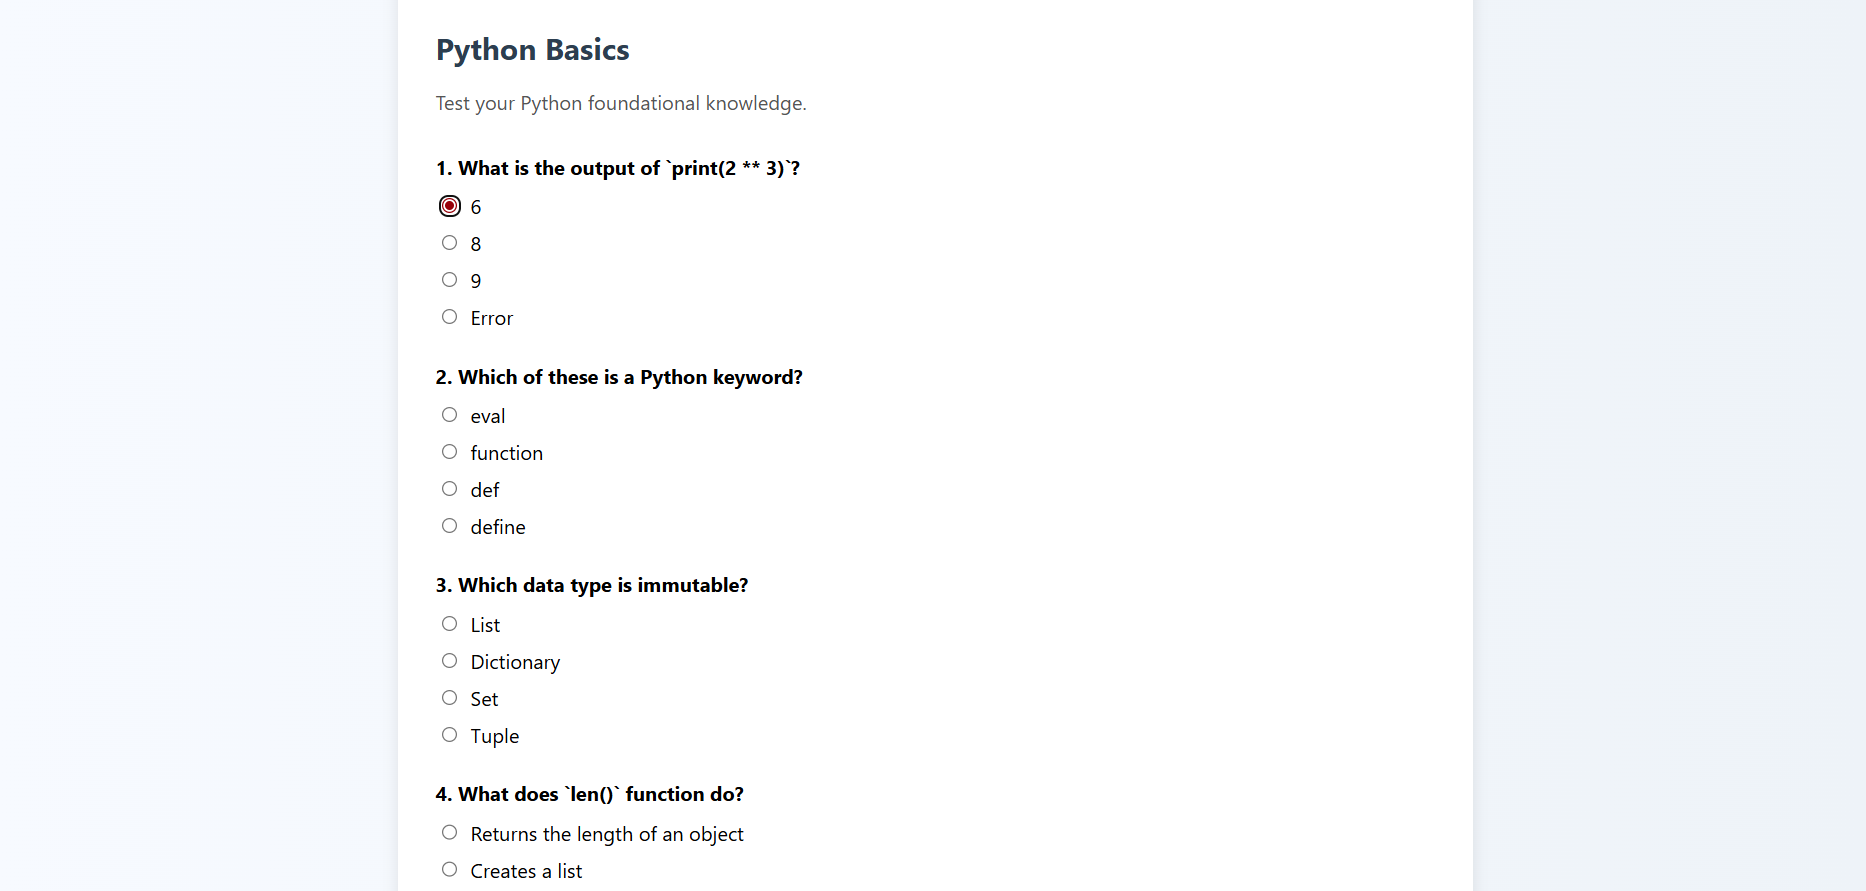 Python Basics
Test your Python foundational knowledge.
1. What is the output of `print(2 ** 3)`?
6
8
9
Error
2. Which of these is a Python keyword?
eval
function
def
define
3. Which data type is immutable?
List
Dictionary
Set
Tuple
4. What does `len()` function do?
Returns the length of an object
Creates a list